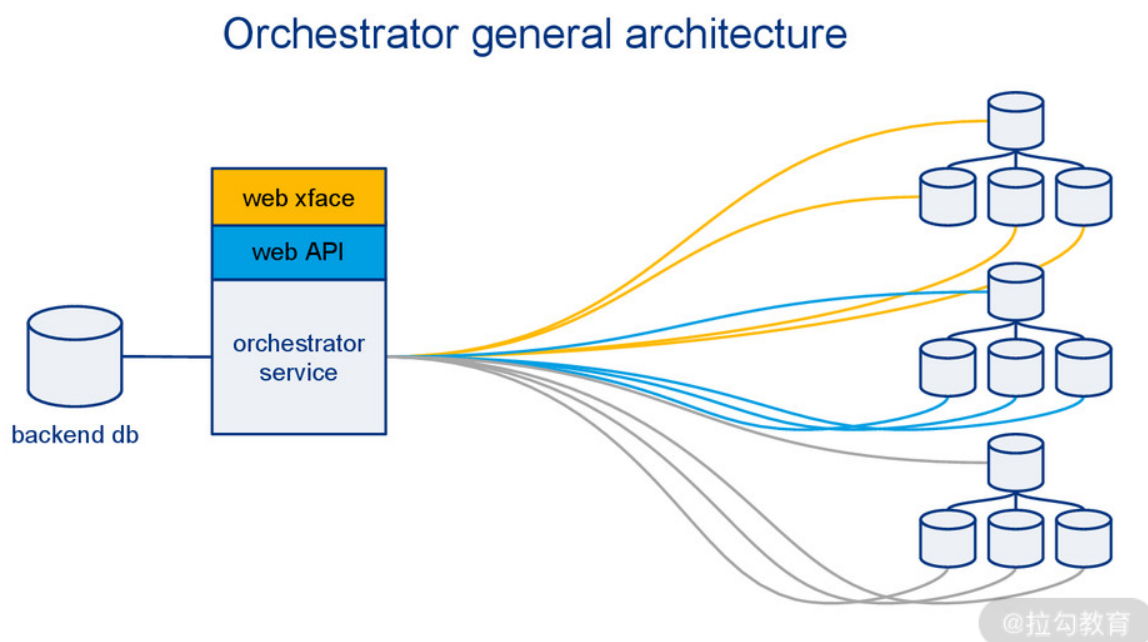 Orchestrator general architecture
web xface
web API
orchestrator
service
backend db
@拉勾教育